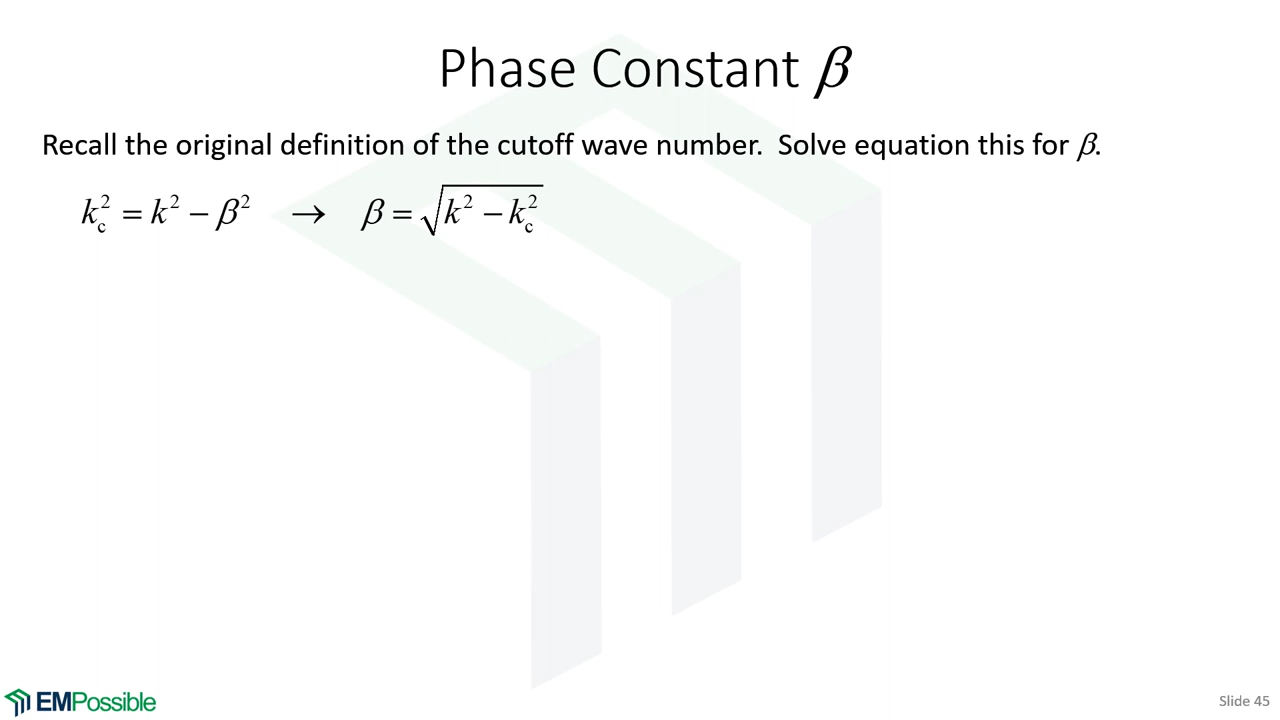 Phase Constant β
Recall the original definition of the cutoff wave number.  Solve equation this for β.
k_c^2 = k^2 − β^2 → β = √(k^2 − k_c^2)
EMPossible
Slide 45